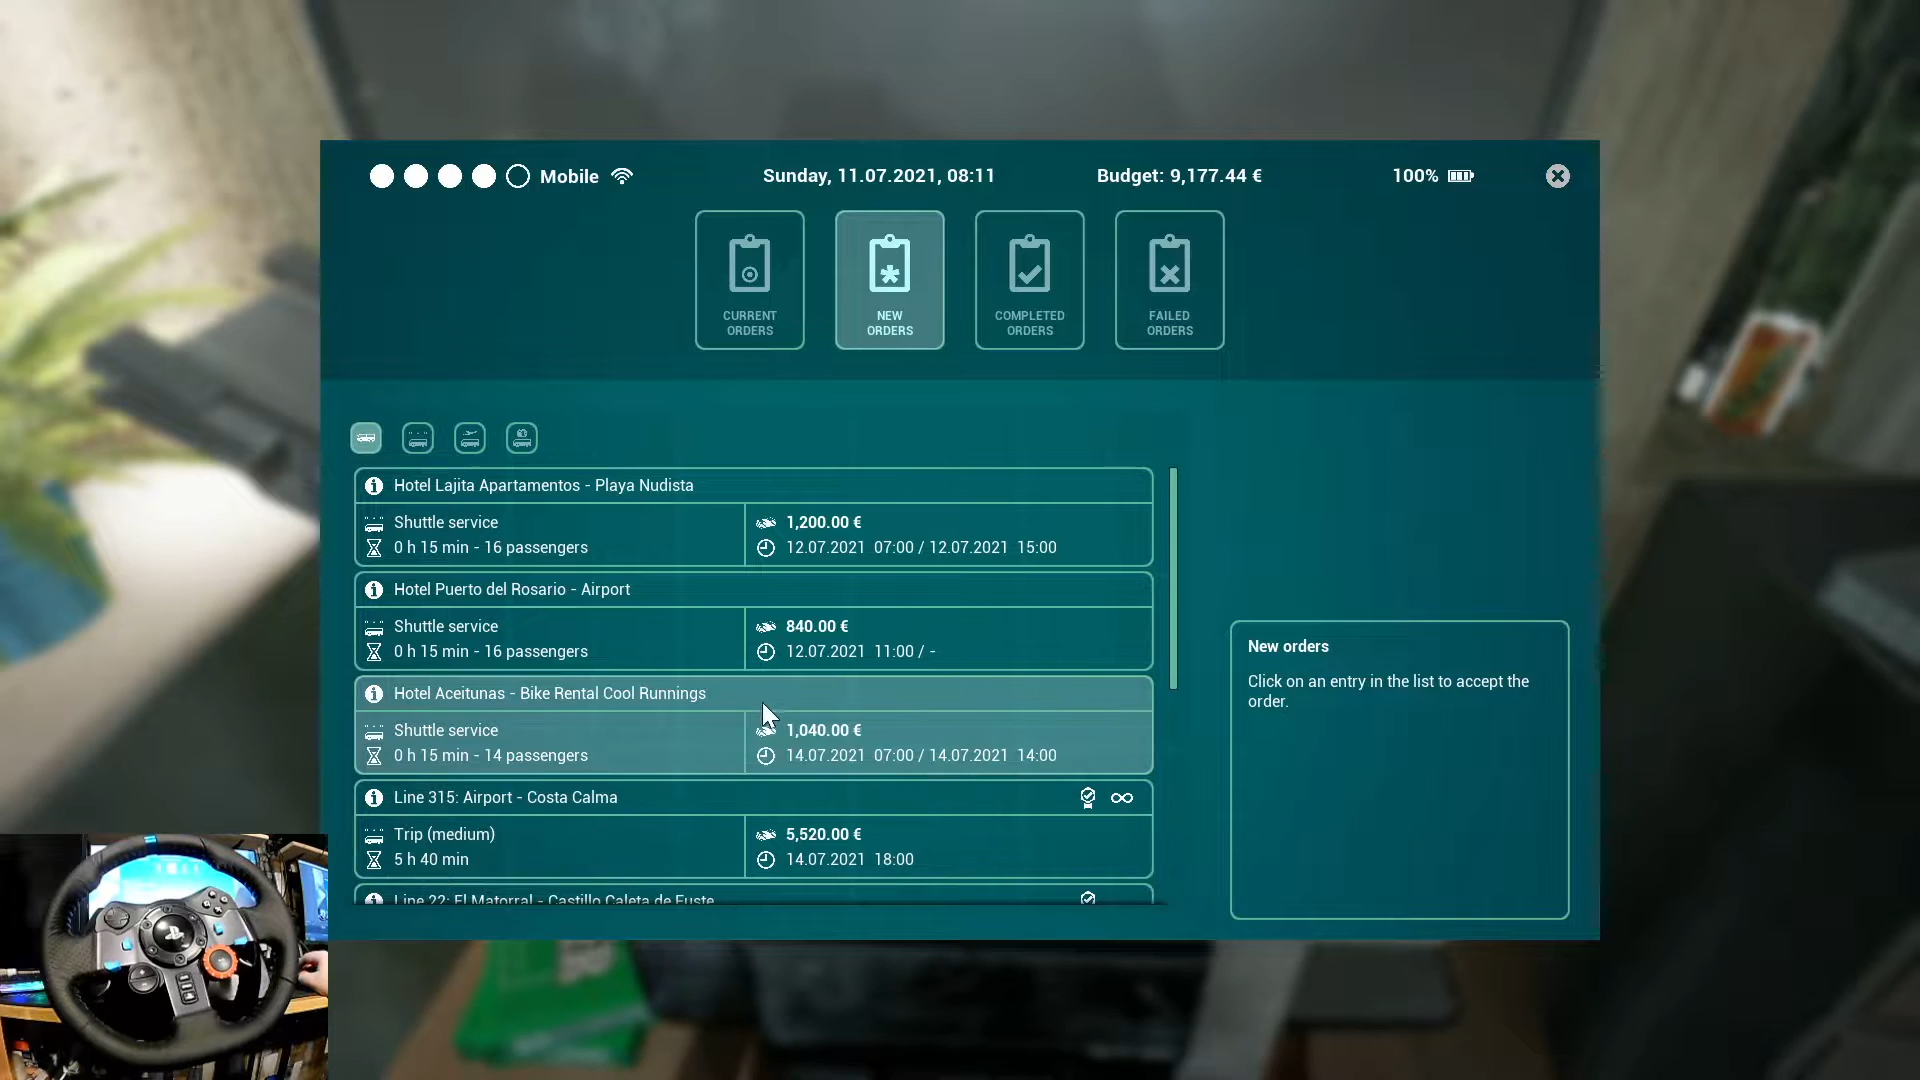 Mobile
Sunday, 11.07.2021, 08:11
Budget: 9,177.44 €
100%
CURRENT
ORDERS
NEW
ORDERS
COMPLETED
ORDERS
FAILED
ORDERS
Hotel Lajita Apartamentos - Playa Nudista
Shuttle service
1,200.00 €
0 h 15 min - 16 passengers
12.07.2021 07:00 / 12.07.2021 15:00
Hotel Puerto del Rosario - Airport
Shuttle service
840.00 €
0 h 15 min - 16 passengers
12.07.2021 11:00 / -
Hotel Aceitunas - Bike Rental Cool Runnings
Shuttle service
1,040.00 €
0 h 15 min - 14 passengers
14.07.2021 07:00 / 14.07.2021 14:00
Line 315: Airport - Costa Calma
Trip (medium)
5,520.00 €
5 h 40 min
14.07.2021 18:00
Line 22: El Matorral - Castillo Caleta de Fuste
New orders
Click on an entry in the list to accept the
order.